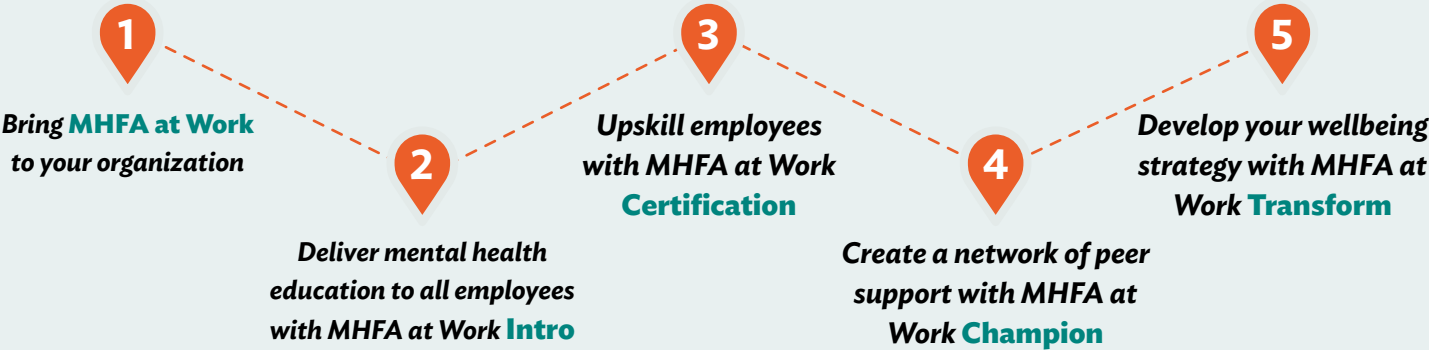 1
Bring MHFA at Work
to your organization
2
Deliver mental health
education to all employees
with MHFA at Work Intro
3
Upskill employees
with MHFA at Work
Certification
4
Create a network of peer
support with MHFA at
Work Champion
5
Develop your wellbeing
strategy with MHFA at
Work Transform